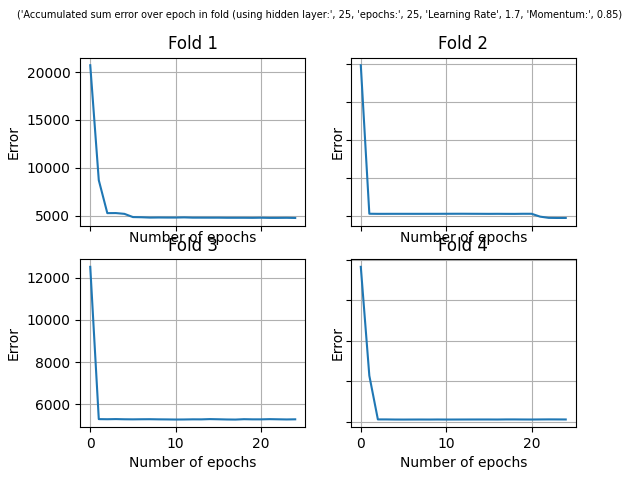 ('Accumulated sum error over epoch in fold (using hidden layer:', 25, 'epochs:', 25, 'Learning Rate', 1.7, 'Momentum:', 0.85)
Fold 1
Fold 2
20000
15000
10000
5000
Error
Error
Number of epochs
Number of epochs
Fold 3
Fold 4
12000
10000
8000
6000
Error
Error
0
10
20
0
10
20
Number of epochs
Number of epochs